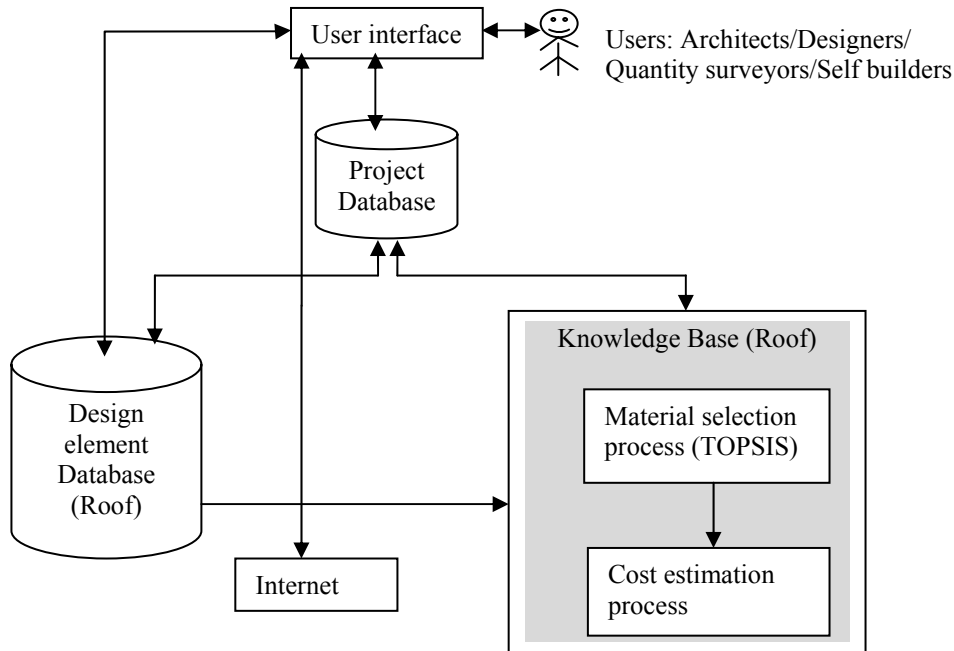 User interface
Users: Architects/Designers/
Quantity surveyors/Self builders
Project
Database
Knowledge Base (Roof)
Design
element
Database
(Roof)
Material selection
process (TOPSIS)
Internet
Cost estimation
process